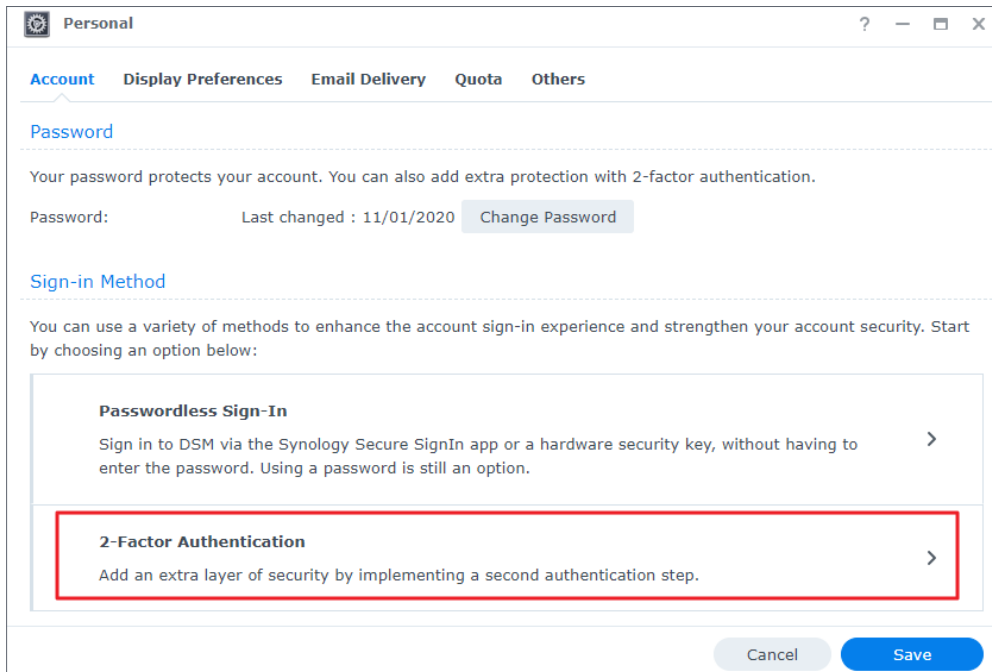 Personal
?
Account Display Preferences Email Delivery Quota Others
Password
Your password protects your account. You can also add extra protection with 2-factor authentication.
Password: Last changed : 11/01/2020 Change Password
Sign-in Method
You can use a variety of methods to enhance the account sign-in experience and strengthen your account security. Start
by choosing an option below:
Passwordless Sign-In
Sign in to DSM via the Synology Secure SignIn app or a hardware security key, without having to
enter the password. Using a password is still an option.
2-Factor Authentication
Add an extra layer of security by implementing a second authentication step.
Cancel Save